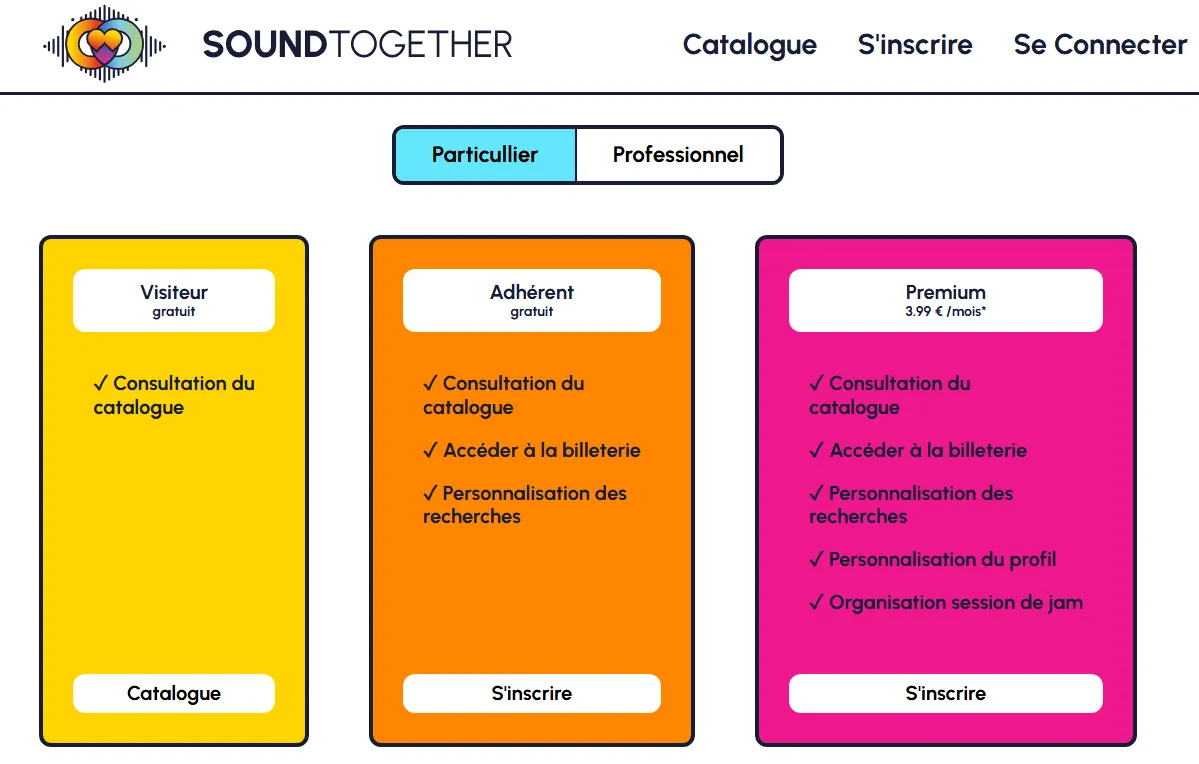 SOUNDTOGETHER
Catalogue S'inscrire Se Connecter
Particullier Professionnel
Visiteur
gratuit
✓ Consultation du
catalogue
Catalogue
Adhérent
gratuit
✓ Consultation du
catalogue
✓ Accéder à la billeterie
✓ Personnalisation des
recherches
S'inscrire
Premium
3.99 € /mois*
✓ Consultation du
catalogue
✓ Accéder à la billeterie
✓ Personnalisation des
recherches
✓ Personnalisation du profil
✓ Organisation session de jam
S'inscrire